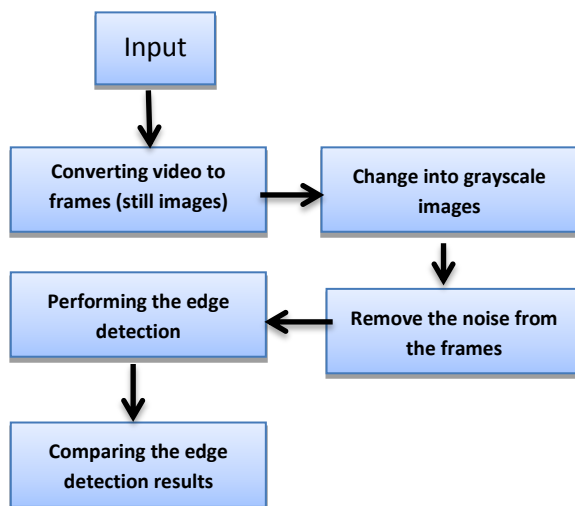 Input
Converting video to
frames (still images)
Change into grayscale
images
Remove the noise from
the frames
Performing the edge
detection
Comparing the edge
detection results